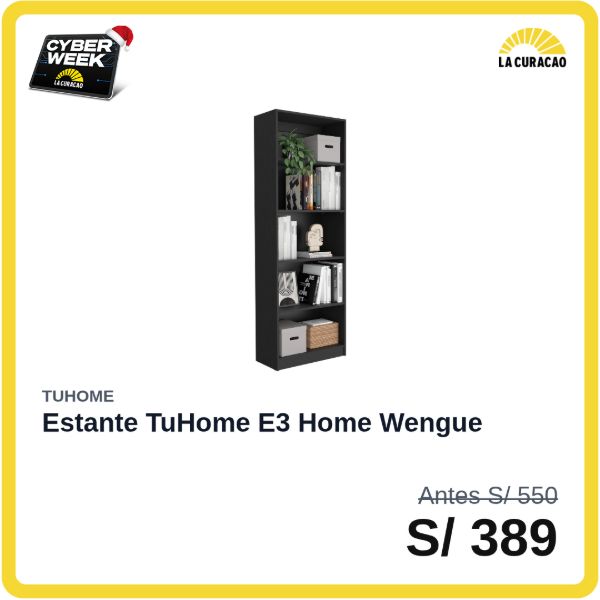 CYBER
WEEK
LA CURACAO
LA CURACAO
TUHOME
Estante TuHome E3 Home Wengue
Antes S/ 550
S/ 389